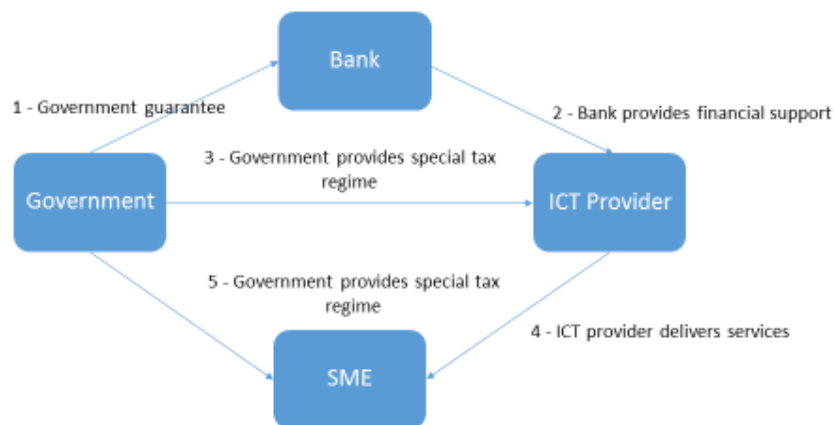 Bank
1 - Government guarantee
2 - Bank provides financial support
3 - Government provides special tax
regime
Government
ICT Provider
5 - Government provides special tax
regime
4 - ICT provider delivers services
SME